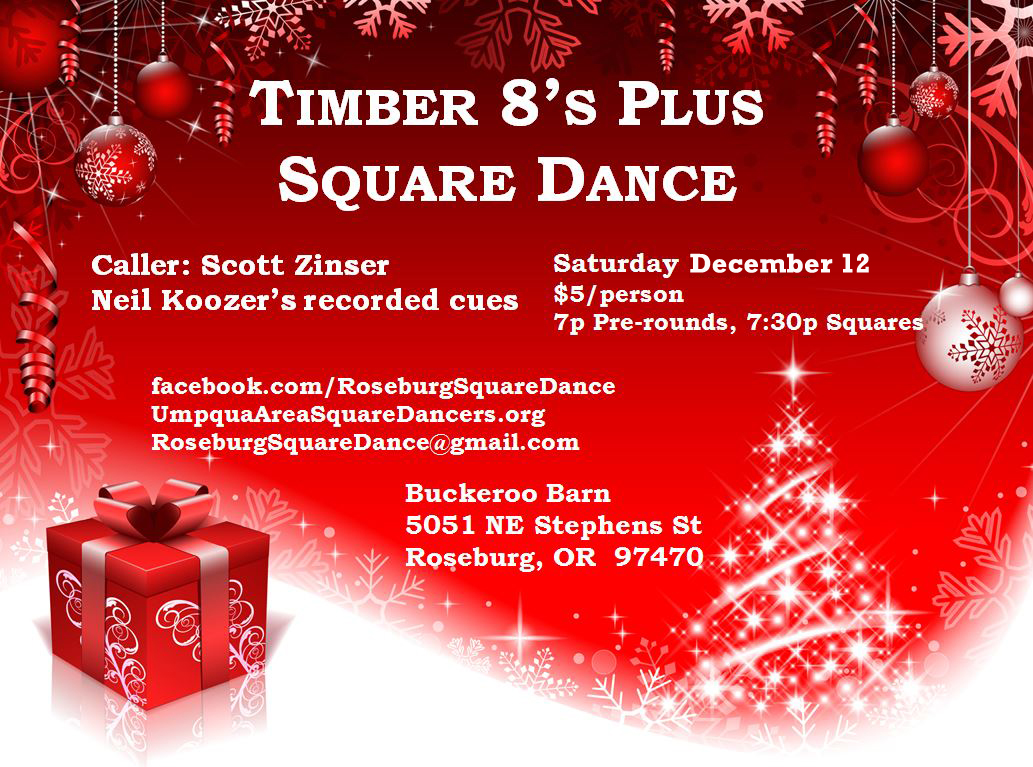 TIMBER 8'S PLUS
SQUARE DANCE
Caller: Scott Zinser
Neil Koozer's recorded cues
Saturday December 12
$5/person
7p Pre-rounds, 7:30p Squares
facebook.com/RoseburgSquareDance
UmpquaAreaSquareDancers.org
RoseburgSquareDance@gmail.com
Buckeroo Barn
5051 NE Stephens St
Roseburg, OR  97470